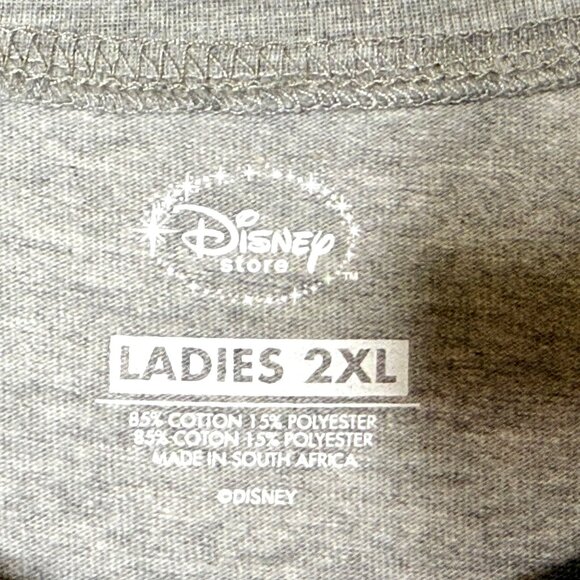 Disney
store
TM
LADIES 2XL
85% COTTON 15% POLYESTER
85% COTON 15% POLYESTER
MADE IN SOUTH AFRICA
©DISNEY